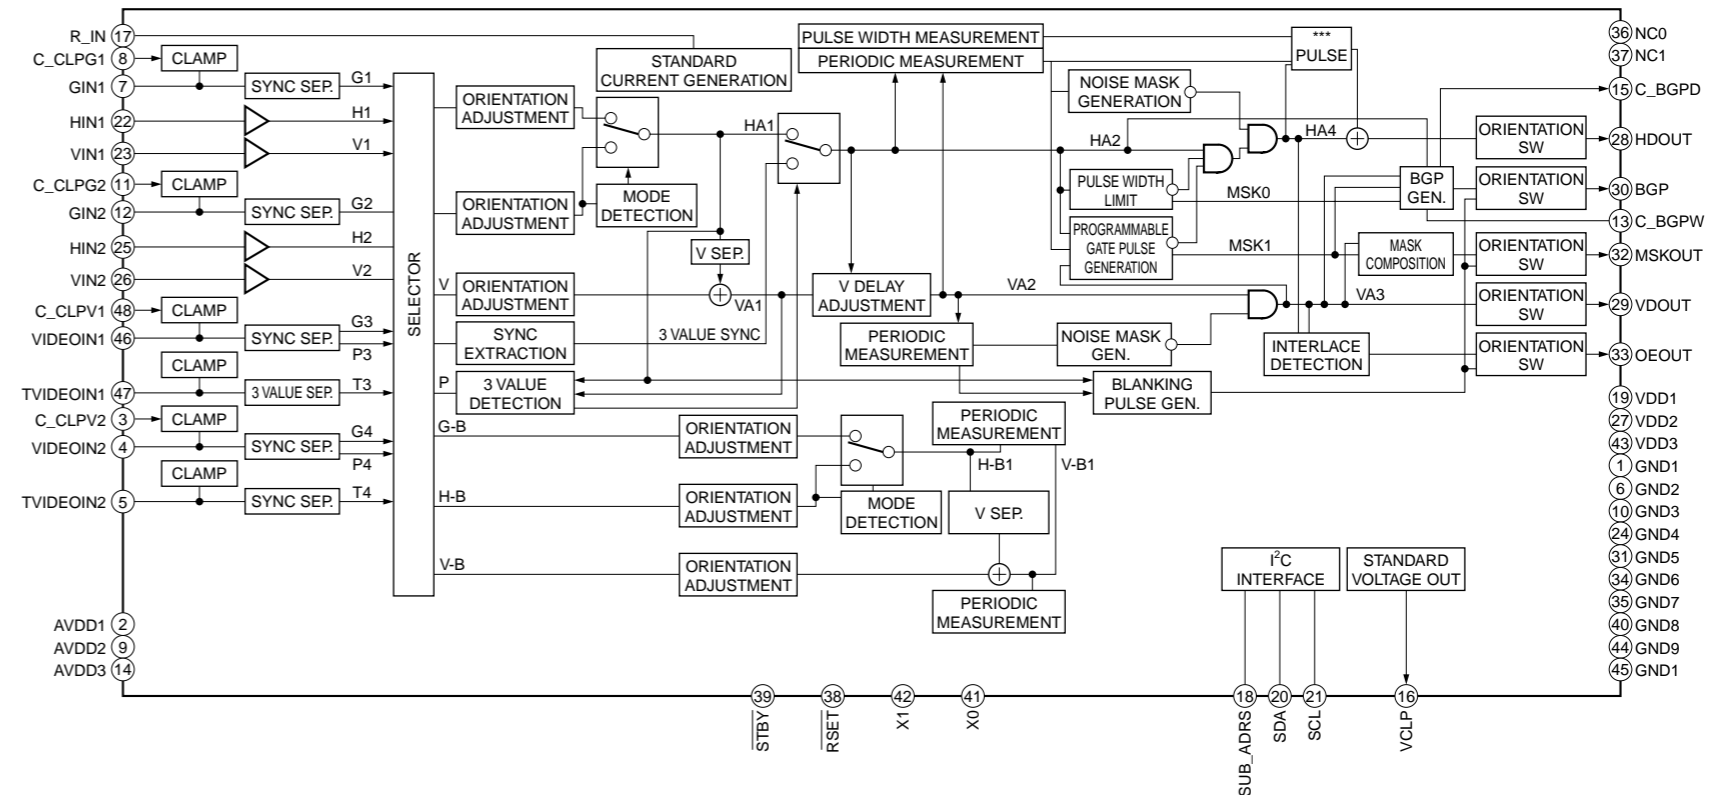 R_IN 17
C_CLPG1 8 CLAMP
GIN1 7 SYNC SEP. G1
HIN1 22 H1
VIN1 23 V1
C_CLPG2 11 CLAMP
GIN2 12 SYNC SEP. G2
HIN2 25 H2
VIN2 26 V2
C_CLPV1 48 CLAMP
VIDEOIN1 46 SYNC SEP. G3
P3
CLAMP
TVIDEOIN1 47 3 VALUE SEP. T3
C_CLPV2 3 CLAMP
VIDEOIN2 4 SYNC SEP. G4
P4
CLAMP
TVIDEOIN2 5 SYNC SEP. T4
AVDD1 2
AVDD2 9
AVDD3 14
SELECTOR
STANDARD
CURRENT GENERATION
ORIENTATION
ADJUSTMENT
ORIENTATION
ADJUSTMENT
MODE
DETECTION
HA1
V SEP.
V
ORIENTATION
ADJUSTMENT
VA1
SYNC
EXTRACTION
3 VALUE SYNC
P
3 VALUE
DETECTION
G-B
ORIENTATION
ADJUSTMENT
H-B
ORIENTATION
ADJUSTMENT
MODE
DETECTION
V-B
ORIENTATION
ADJUSTMENT
PERIODIC
MEASUREMENT
H-B1
V-B1
V SEP.
PERIODIC
MEASUREMENT
PULSE WIDTH MEASUREMENT
PERIODIC MEASUREMENT
***
PULSE
NOISE MASK
GENERATION
HA2
HA4
PULSE WIDTH
LIMIT
MSK0
PROGRAMMABLE
GATE PULSE
GENERATION
MSK1
BGP
GEN.
MASK
COMPOSITION
V DELAY
ADJUSTMENT
VA2
VA3
PERIODIC
MEASUREMENT
NOISE MASK
GEN.
INTERLACE
DETECTION
BLANKING
PULSE GEN.
ORIENTATION
SW
ORIENTATION
SW
ORIENTATION
SW
ORIENTATION
SW
ORIENTATION
SW
I²C
INTERFACE
STANDARD
VOLTAGE OUT
36 NC0
37 NC1
15 C_BGPD
28 HDOUT
30 BGP
13 C_BGPW
32 MSKOUT
29 VDOUT
33 OEOUT
19 VDD1
27 VDD2
43 VDD3
1 GND1
6 GND2
10 GND3
24 GND4
31 GND5
34 GND6
35 GND7
40 GND8
44 GND9
45 GND1
39 STBY
38 RSET
42 X1
41 X0
18 SUB_ADRS
20 SDA
21 SCL
16 VCLP